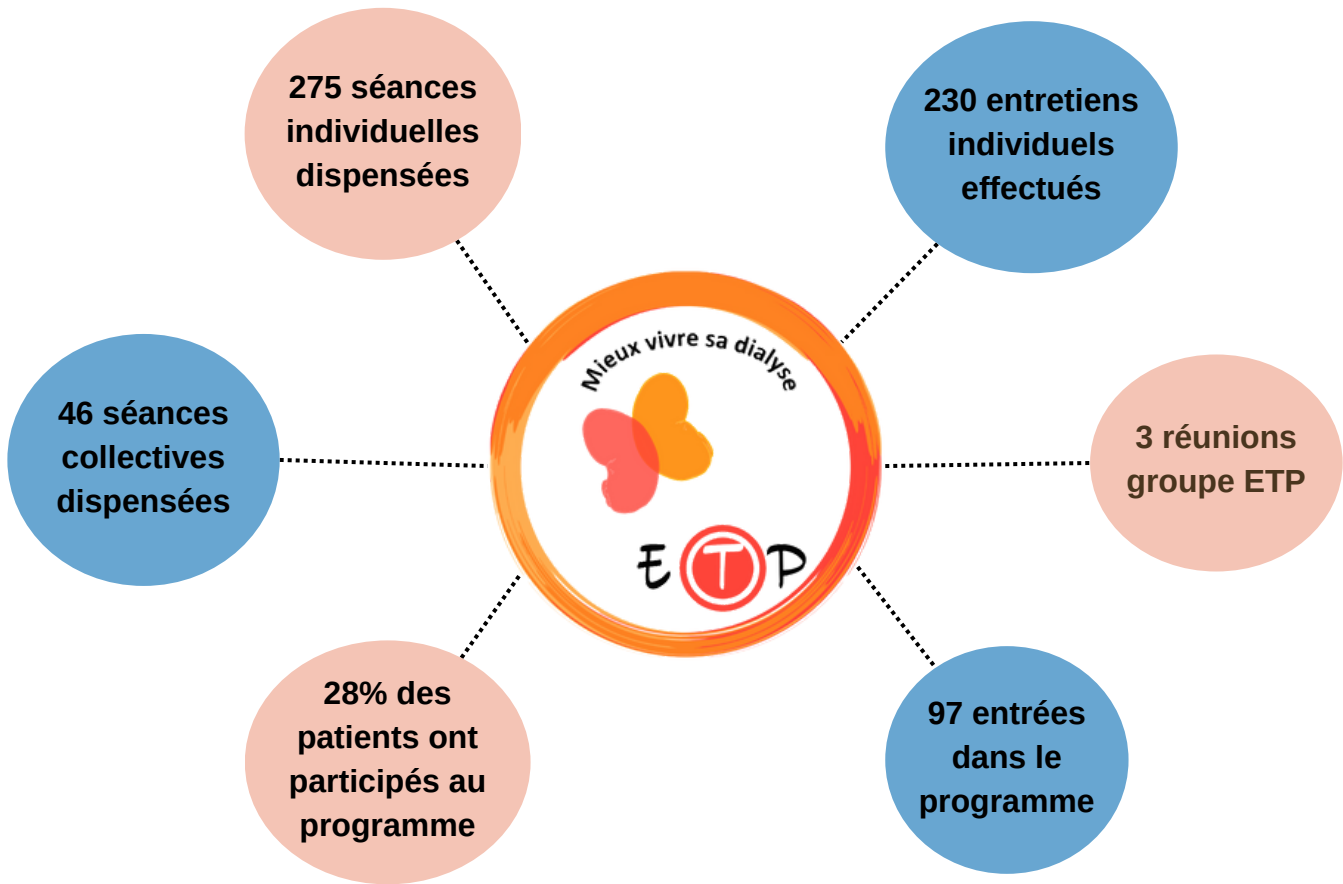 275 séances
individuelles
dispensées
230 entretiens
individuels
effectués
Mieux vivre sa dialyse
46 séances
collectives
dispensées
3 réunions
groupe ETP
ETP
28% des
patients ont
participés au
programme
97 entrées
dans le
programme